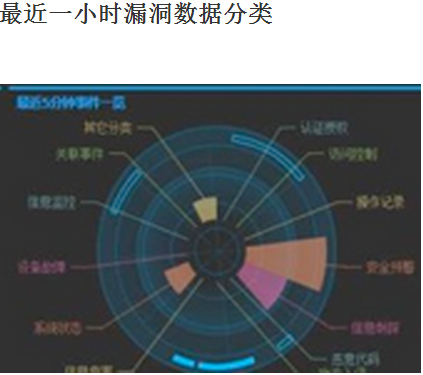 最近一小时漏洞数据分类
最近5分钟事件一览
其它分类
认证授权
关联事件
访问控制
信息监控
操作记录
设备故障
安全预警
系统状态
信息刺探
恶意代码
信息危害